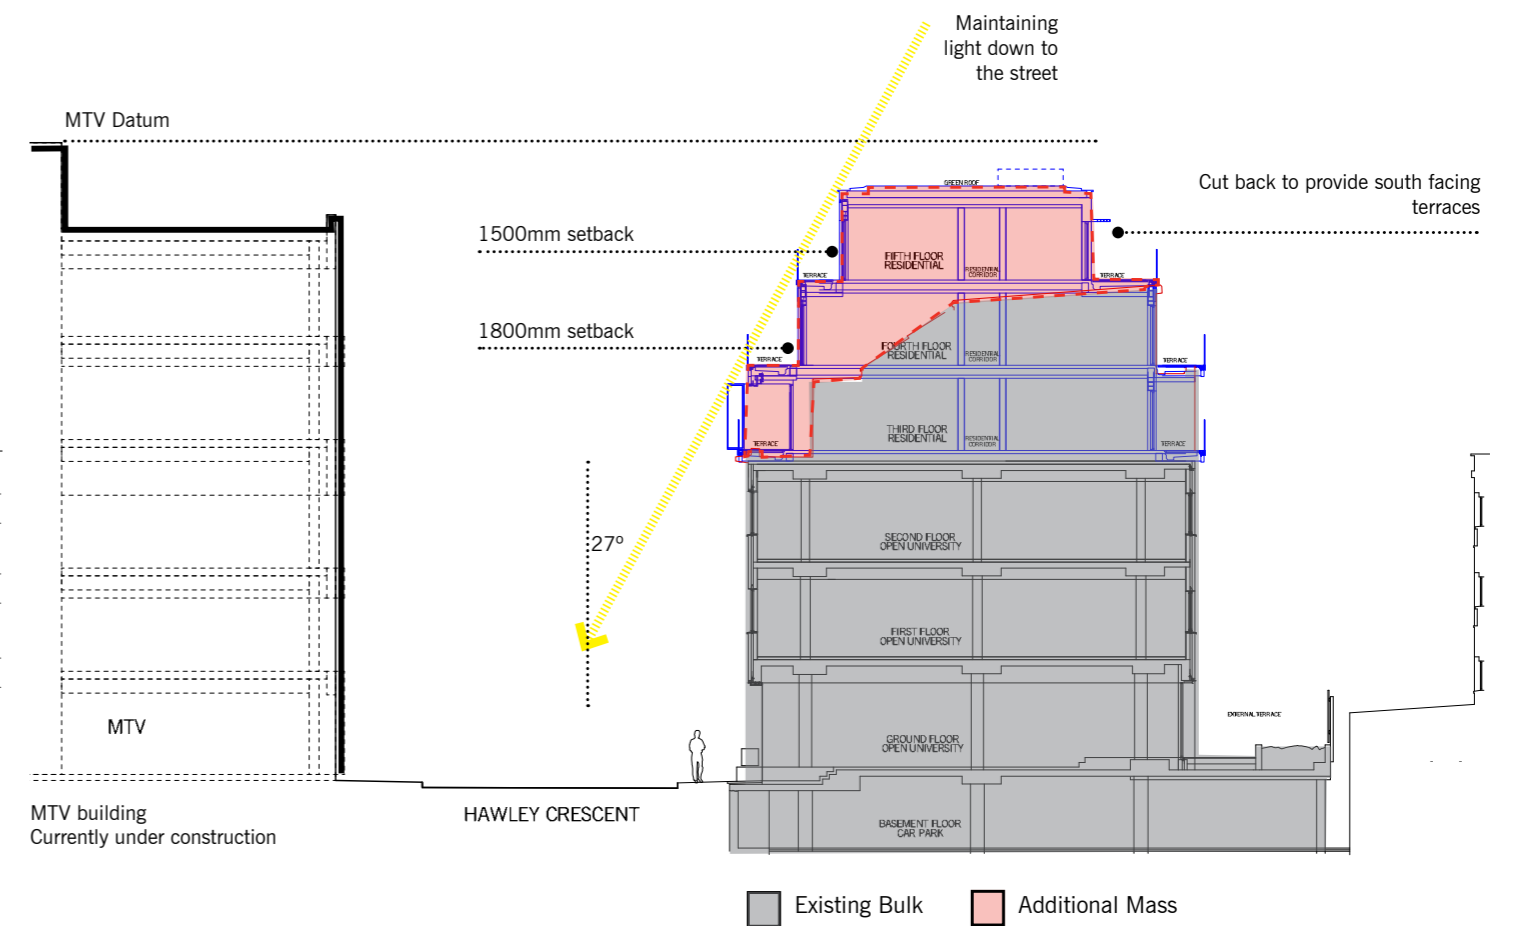 Maintaining
light down to
the street
MTV Datum
Cut back to provide south facing
terraces
GREEN ROOF
1500mm setback
FIFTH FLOOR
RESIDENTIAL
RESIDENTIAL
CORRIDOR
TERRACE
TERRACE
1800mm setback
FOURTH FLOOR
RESIDENTIAL
RESIDENTIAL
CORRIDOR
TERRACE
TERRACE
THIRD FLOOR
RESIDENTIAL
RESIDENTIAL
CORRIDOR
TERRACE
TERRACE
27º
SECOND FLOOR
OPEN UNIVERSITY
FIRST FLOOR
OPEN UNIVERSITY
MTV
GROUND FLOOR
OPEN UNIVERSITY
EXTERNAL TERRACE
MTV building
Currently under construction
HAWLEY CRESCENT
BASEMENT FLOOR
CAR PARK
Existing Bulk
Additional Mass